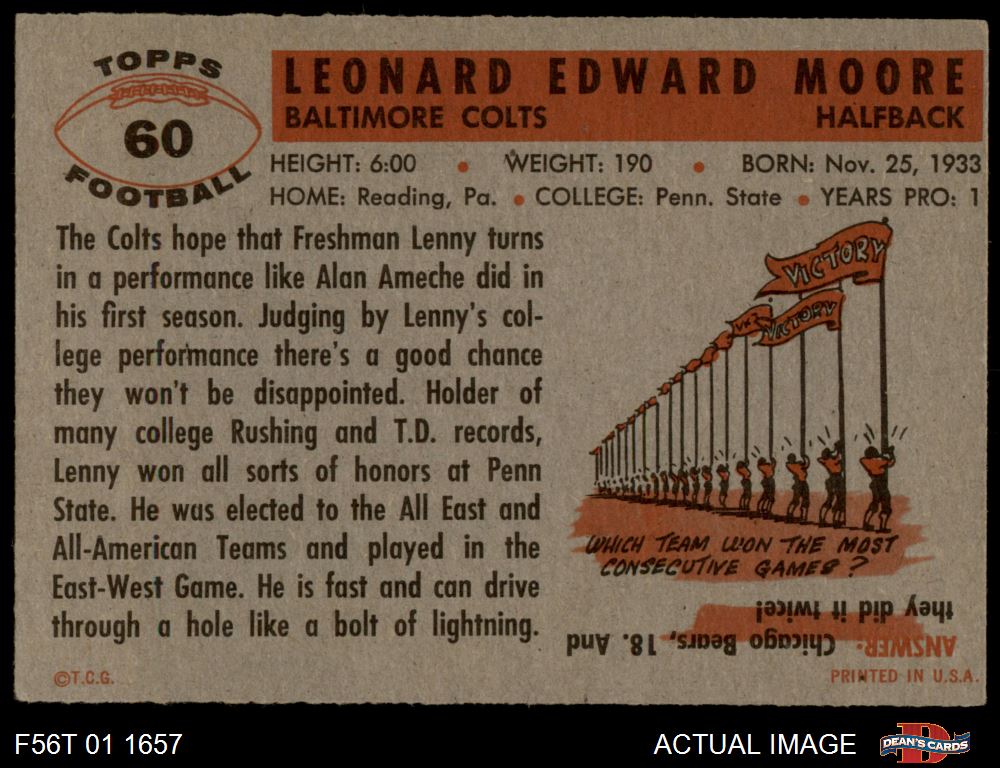 TOPPS
60
FOOTBALL
LEONARD EDWARD MOORE
BALTIMORE COLTS HALFBACK
HEIGHT: 6:00 • WEIGHT: 190 • BORN: Nov. 25, 1933
HOME: Reading, Pa. • COLLEGE: Penn. State • YEARS PRO: 1
The Colts hope that Freshman Lenny turns
in a performance like Alan Ameche did in
his first season. Judging by Lenny's col-
lege performance there's a good chance
they won't be disappointed. Holder of
many college Rushing and T.D. records,
Lenny won all sorts of honors at Penn
State. He was elected to the All East and
All-American Teams and played in the
East-West Game. He is fast and can drive
through a hole like a bolt of lightning.
©T.C.G.
VICTORY
VICTORY
WHICH TEAM WON THE MOST
CONSECUTIVE GAMES?
ANSWER: Chicago Bears, 18. And
they did it twice!
PRINTED IN U.S.A.
F56T 01 1657
ACTUAL IMAGE
DEAN'S CARDS